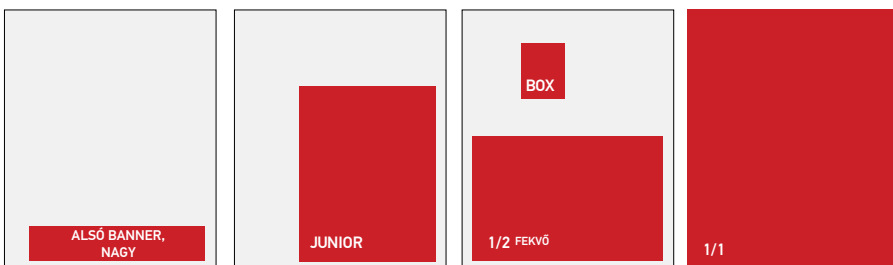 ALSÓ BANNER,
NAGY
JUNIOR
BOX
1/2 FEKVŐ
1/1